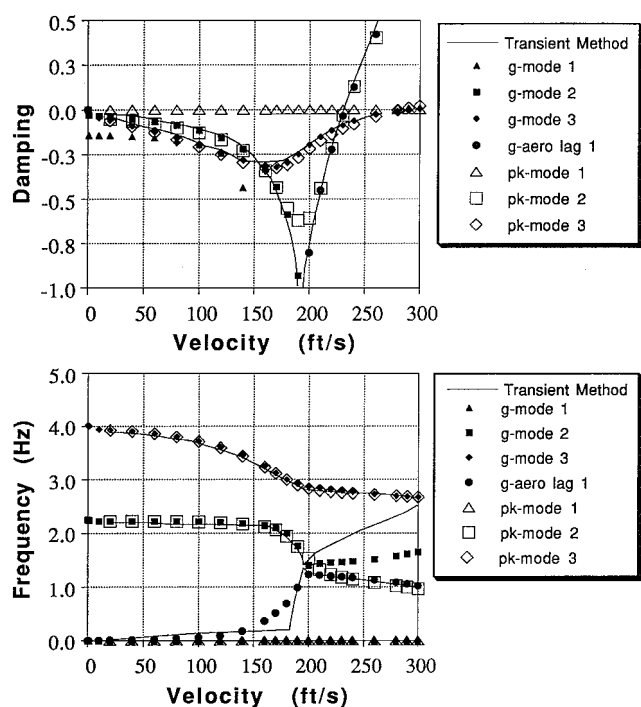 0.5
0.3
0.0
-0.3
-0.5
-0.8
-1.0
Damping
0 50 100 150 200 250 300
Velocity (ft/s)
Transient Method
g-mode 1
g-mode 2
g-mode 3
g-aero lag 1
pk-mode 1
pk-mode 2
pk-mode 3
5.0
4.0
3.0
2.0
1.0
0.0
Frequency (Hz)
0 50 100 150 200 250 300
Velocity (ft/s)
Transient Method
g-mode 1
g-mode 2
g-mode 3
g-aero lag 1
pk-mode 1
pk-mode 2
pk-mode 3